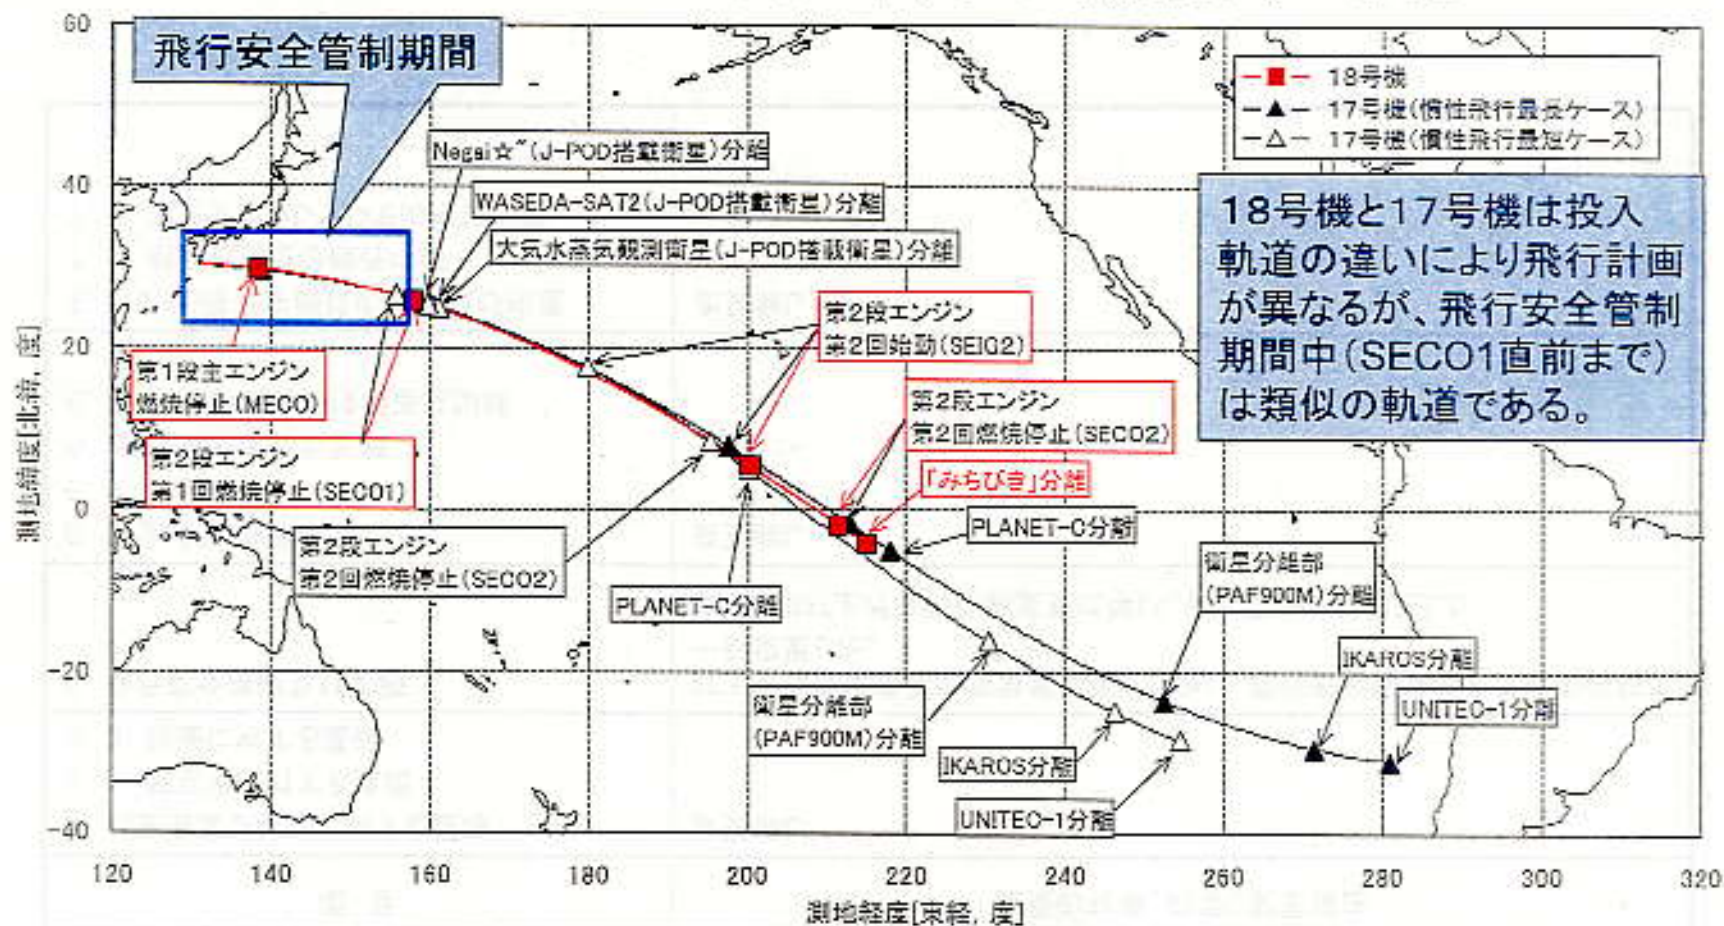 飛行安全管制期間
18号機
17号機(慣性飛行最長ケース)
17号機(慣性飛行最短ケース)
Negai☆″(J-POD搭載衛星)分離
WASEDA-SAT2(J-POD搭載衛星)分離
大気水蒸気観測衛星(J-POD搭載衛星)分離
18号機と17号機は投入
軌道の違いにより飛行計画
が異なるが、飛行安全管制
期間中(SECO1直前まで)
は類似の軌道である。
第2段エンジン
第2回始動(SEIG2)
第1段主エンジン
燃焼停止(MECO)
第2段エンジン
第2回燃焼停止(SECO2)
第2段エンジン
第1回燃焼停止(SECO1)
「みちびき」分離
PLANET-C分離
第2段エンジン
第2回燃焼停止(SECO2)
衛星分離部
(PAF900M)分離
PLANET-C分離
IKAROS分離
UNITEC-1分離
衛星分離部
(PAF900M)分離
IKAROS分離
UNITEC-1分離
測地緯度[北緯, 度]
60
40
20
0
-20
-40
120 140 160 180 200 220 240 260 280 300 320
測地経度[東経, 度]